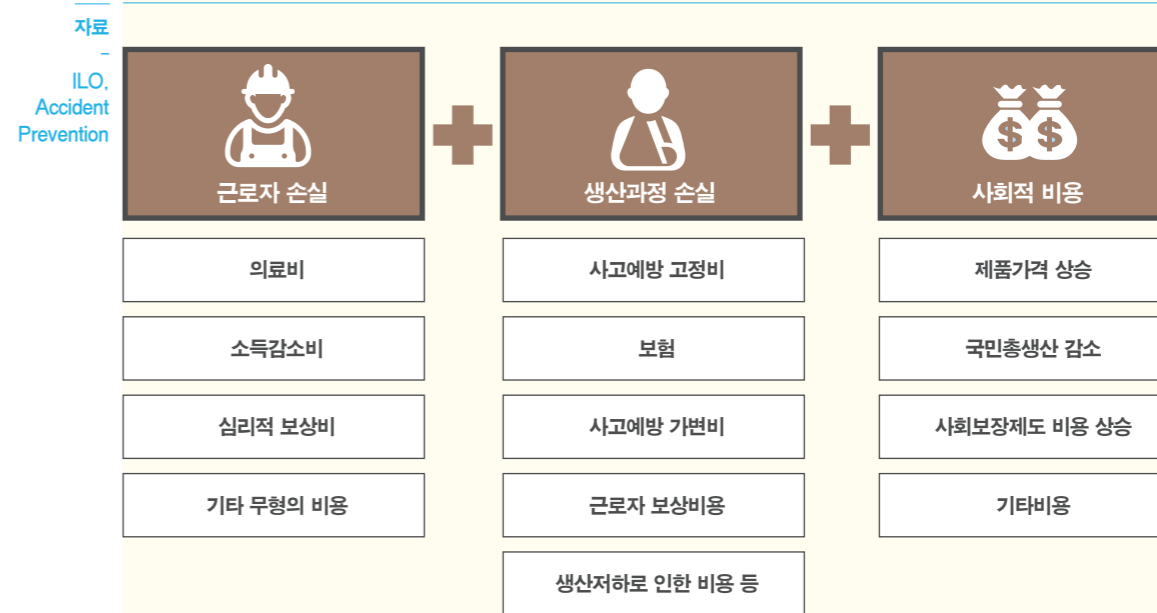 자료
–
ILO,
Accident
Prevention
근로자 손실
의료비
소득감소비
심리적 보상비
기타 무형의 비용
생산과정 손실
사고예방 고정비
보험
사고예방 가변비
근로자 보상비용
생산저하로 인한 비용 등
$ $
사회적 비용
제품가격 상승
국민총생산 감소
사회보장제도 비용 상승
기타비용